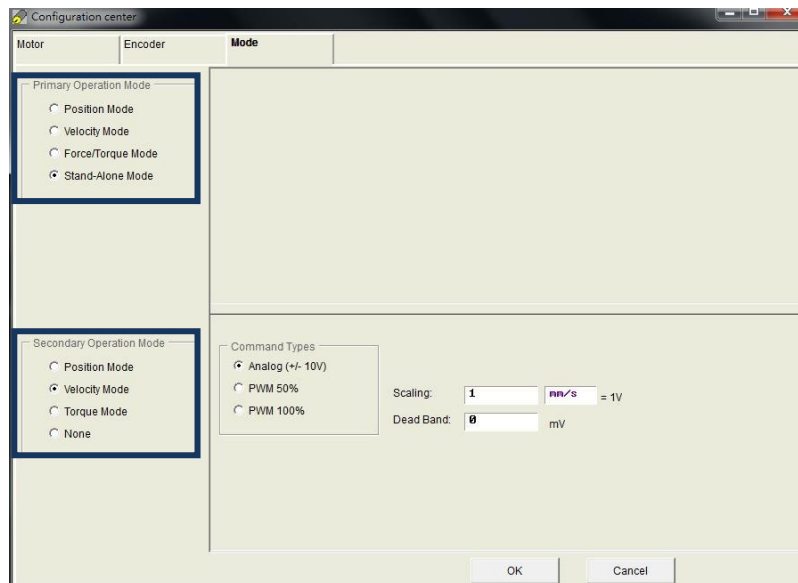 Configuration center
Motor Encoder Mode
Primary Operation Mode
Position Mode
Velocity Mode
Force/Torque Mode
Stand-Alone Mode
Secondary Operation Mode
Position Mode
Velocity Mode
Torque Mode
None
Command Types
Analog (+/- 10V)
PWM 50%
PWM 100%
Scaling: 1 mm/s = 1V
Dead Band: 0 mV
OK Cancel